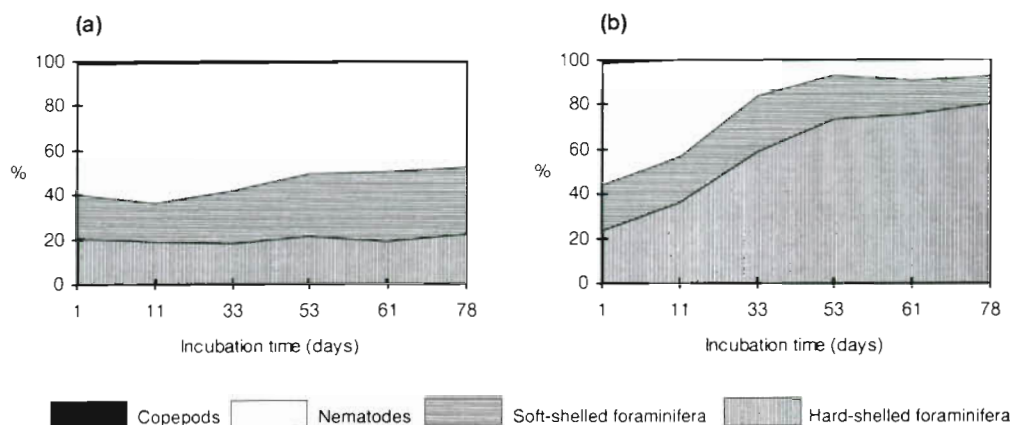 (a)
(b)
100
80
60
%
40
20
0
1 11 33 53 61 78
Incubation time (days)
100
80
60
%
40
20
0
1 11 33 53 61 78
Incubation time (days)
Copepods Nematodes Soft-shelled foraminifera Hard-shelled foraminifera